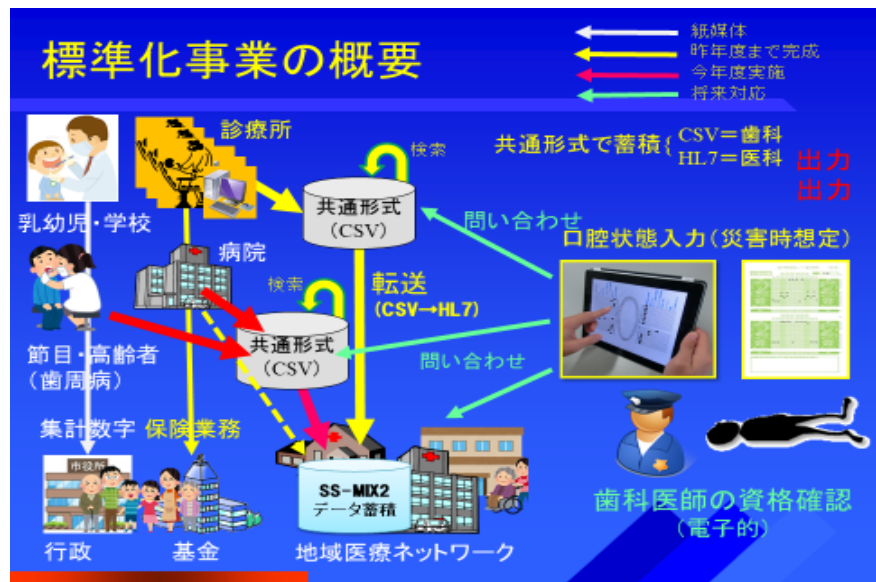 標準化事業の概要
紙媒体
昨年度まで完成
今年度実施
将来対応
診療所
検索
共通形式で蓄積{
CSV＝歯科
HL7＝医科
出力
出力
共通形式
(CSV)
問い合わせ
乳幼児・学校
口腔状態入力(災害時想定)
病院
検索
転送
(CSV→HL7)
共通形式
(CSV)
節目・高齢者
(歯周病)
問い合わせ
集計数字
保険業務
市役所
SS-MIX2
データ蓄積
歯科医師の資格確認
(電子的)
行政
基金
地域医療ネットワーク